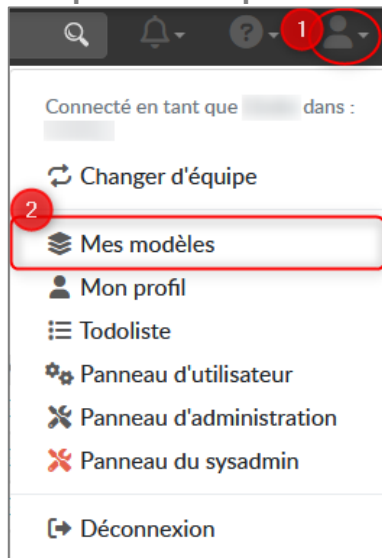 1
Connecté en tant que dans :
Changer d'équipe
2
Mes modèles
Mon profil
Todoliste
Panneau d'utilisateur
Panneau d'administration
Panneau du sysadmin
Déconnexion